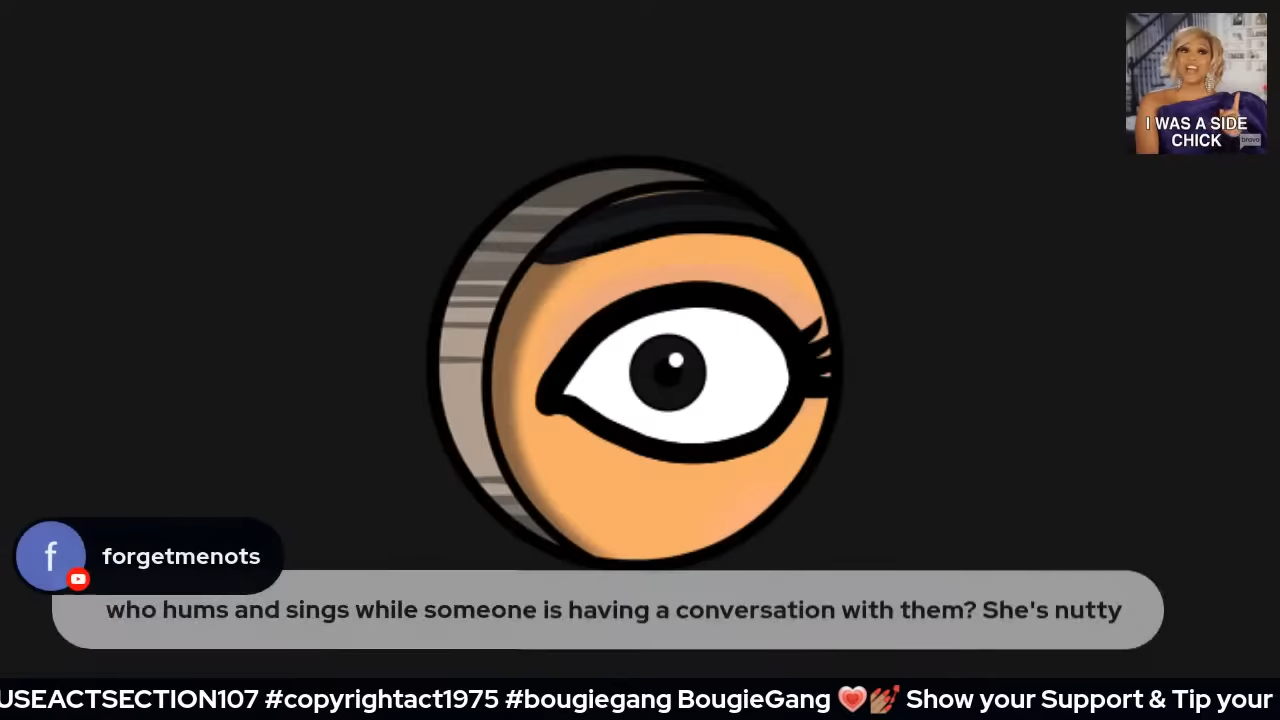 I WAS A SIDE
CHICK
bravo
f
forgetmenots
who hums and sings while someone is having a conversation with them? She's nutty
USEACTSECTION107 #copyrightact1975 #bougiegang BougieGang 💗💅🏽 Show your Support & Tip your